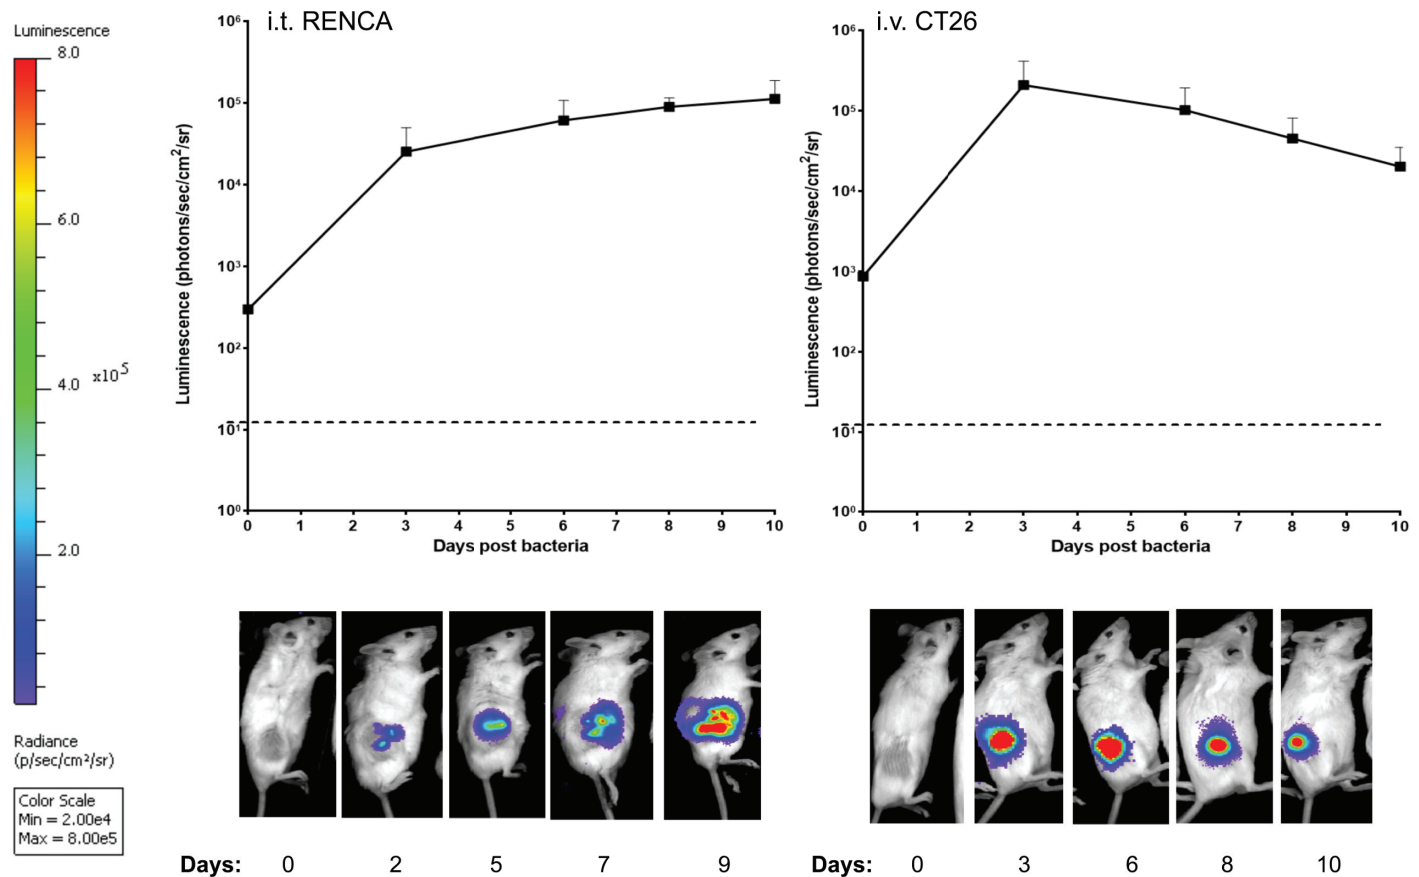 Luminescence
8.0
6.0
4.0 x10⁵
2.0
Radiance
(p/sec/cm²/sr)
Color Scale
Min = 2.00e4
Max = 8.00e5
i.t. RENCA
Luminescence (photons/sec/cm²/sr)
10⁶
10⁵
10⁴
10³
10²
10¹
10⁰
0 1 2 3 4 5 6 7 8 9 10
Days post bacteria
i.v. CT26
Luminescence (photons/sec/cm²/sr)
10⁶
10⁵
10⁴
10³
10²
10¹
10⁰
0 1 2 3 4 5 6 7 8 9 10
Days post bacteria
Days: 0 2 5 7 9
Days: 0 3 6 8 10